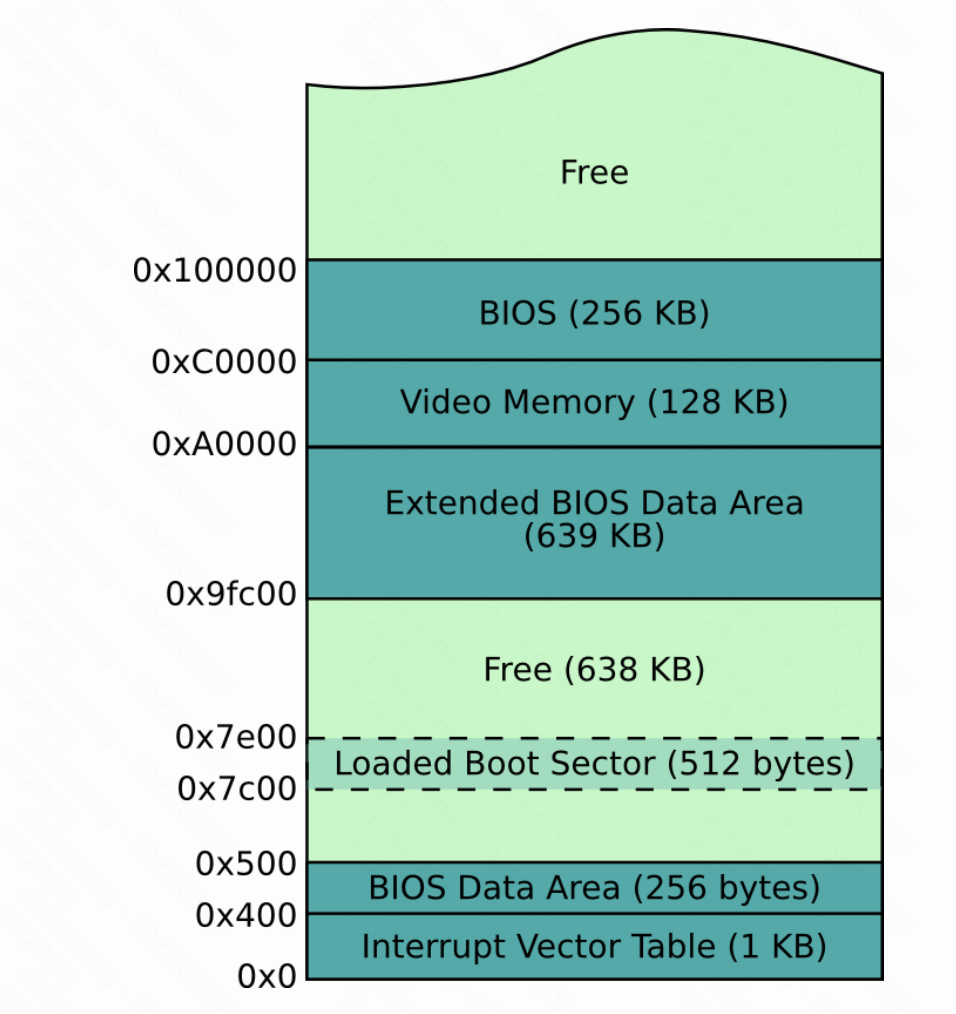 Free
0x100000
BIOS (256 KB)
0xC0000
Video Memory (128 KB)
0xA0000
Extended BIOS Data Area
(639 KB)
0x9fc00
Free (638 KB)
0x7e00
Loaded Boot Sector (512 bytes)
0x7c00
0x500
BIOS Data Area (256 bytes)
0x400
Interrupt Vector Table (1 KB)
0x0